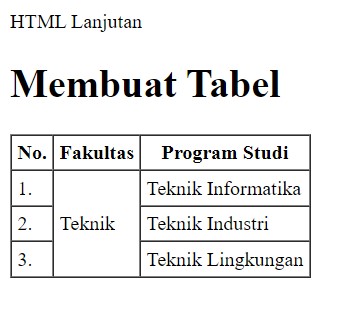 HTML Lanjutan
Membuat Tabel
No. Fakultas Program Studi
1. Teknik Informatika
2. Teknik Teknik Industri
3. Teknik Lingkungan